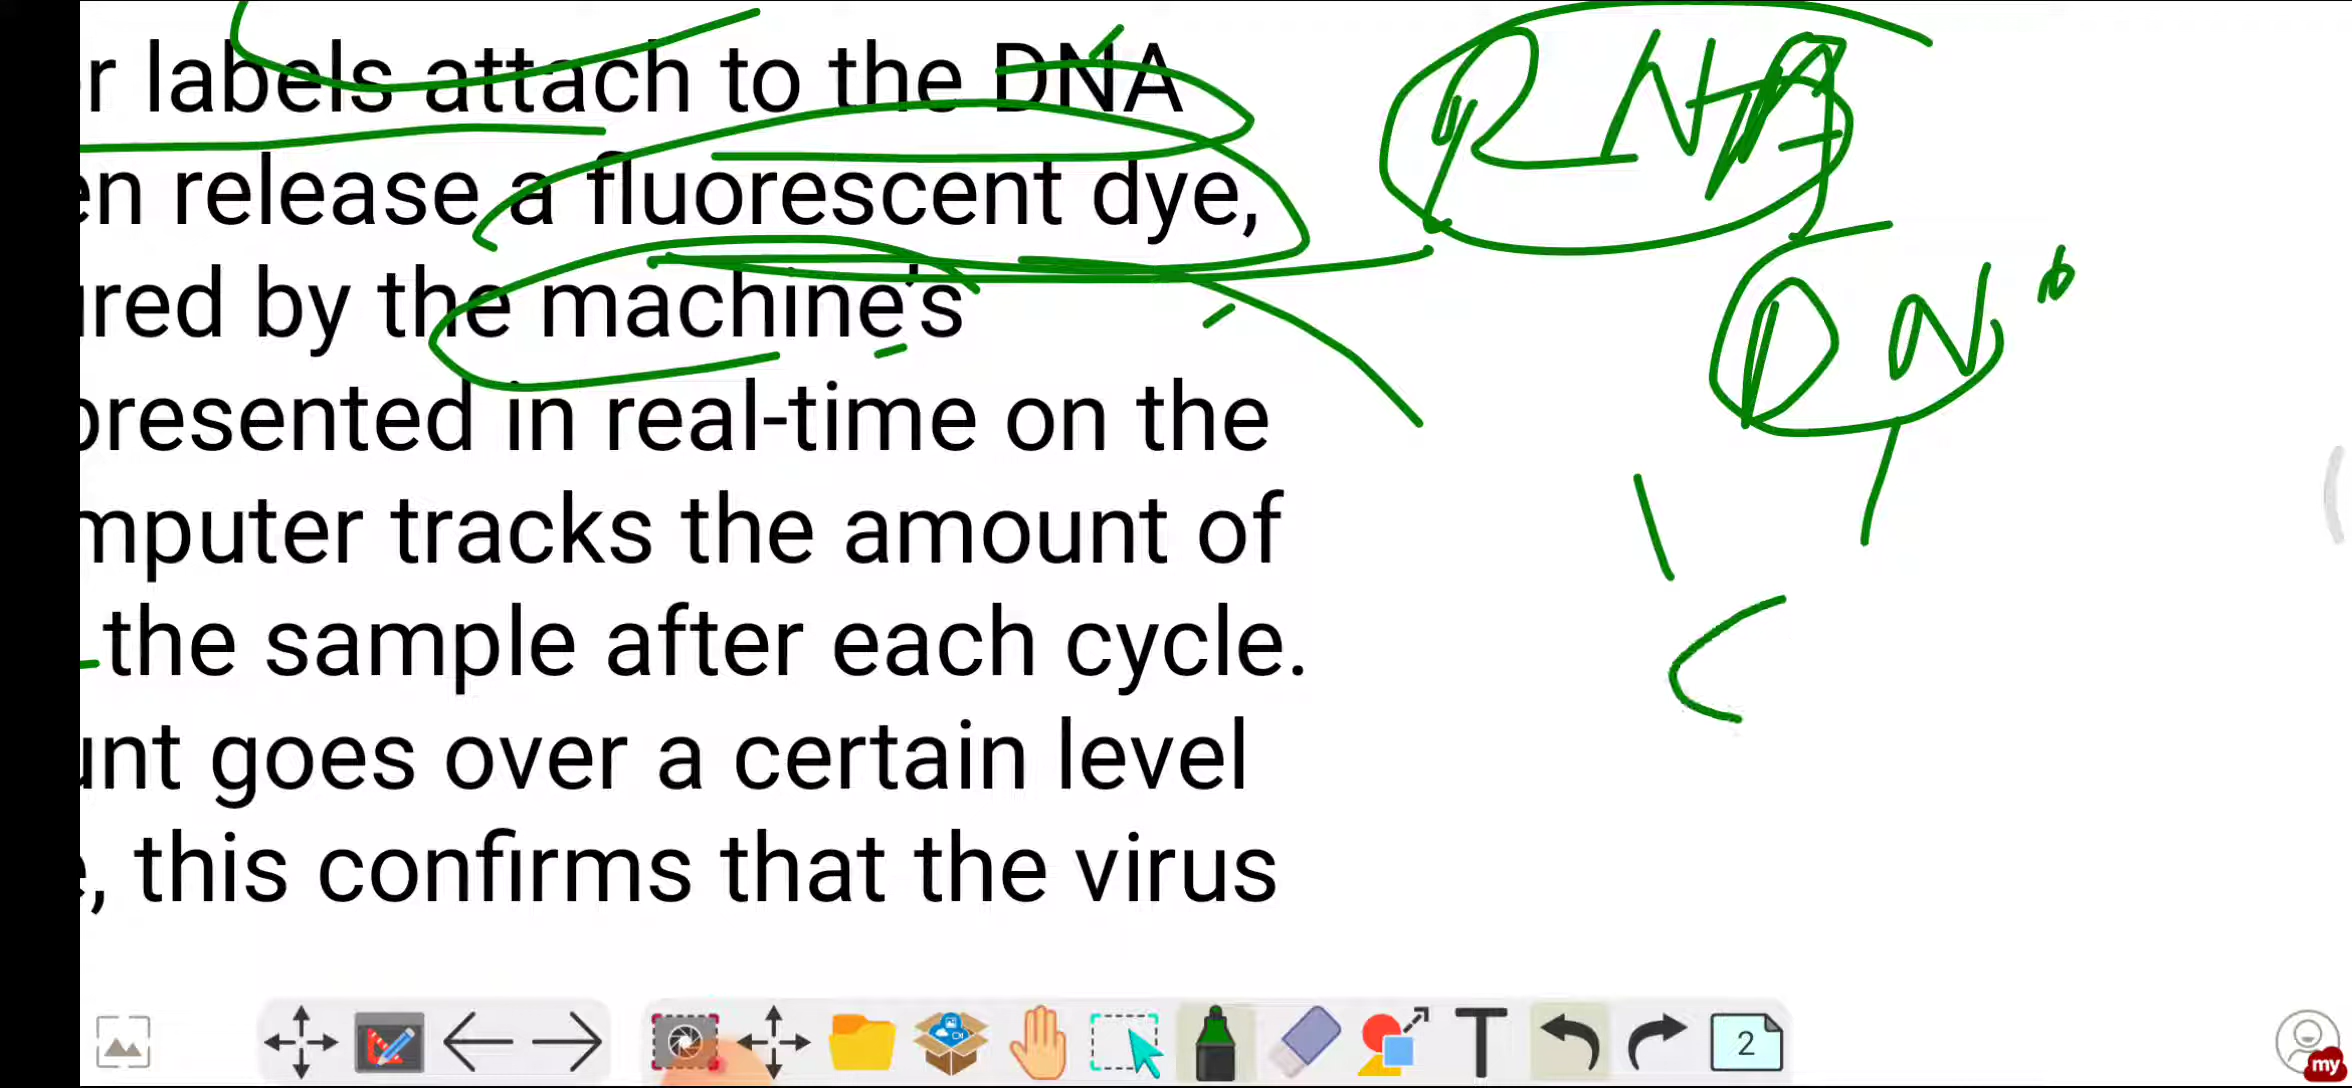 r labels attach to the DNA
en release a fluorescent dye,
by the machine's
presented in real-time on the
mputer tracks the amount of
the sample after each cycle.
unt goes over a certain level
, this confirms that the virus
RNA
DN
T
2
my